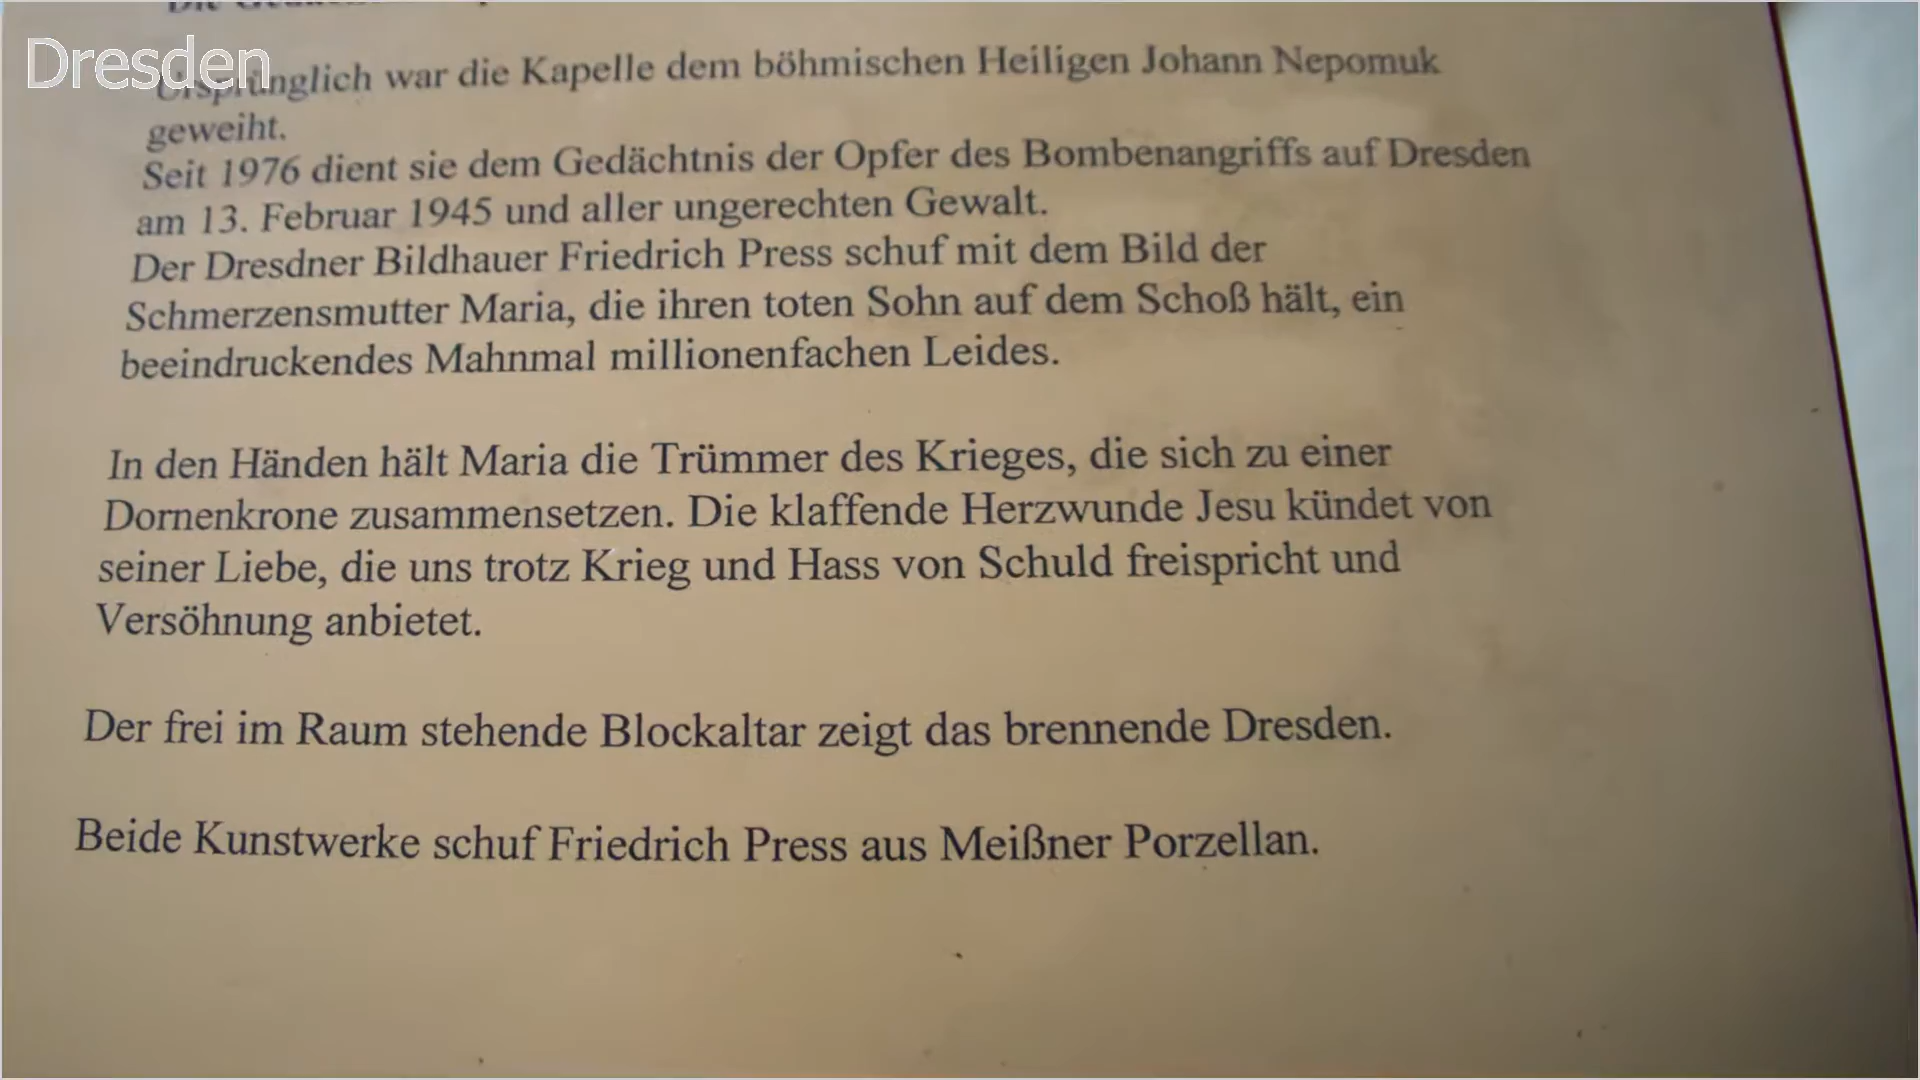 Dresden
Ursprünglich war die Kapelle dem böhmischen Heiligen Johann Nepomuk
geweiht.
Seit 1976 dient sie dem Gedächtnis der Opfer des Bombenangriffs auf Dresden
am 13. Februar 1945 und aller ungerechten Gewalt.
Der Dresdner Bildhauer Friedrich Press schuf mit dem Bild der
Schmerzensmutter Maria, die ihren toten Sohn auf dem Schoß hält, ein
beeindruckendes Mahnmal millionenfachen Leides.
In den Händen hält Maria die Trümmer des Krieges, die sich zu einer
Dornenkrone zusammensetzen. Die klaffende Herzwunde Jesu kündet von
seiner Liebe, die uns trotz Krieg und Hass von Schuld freispricht und
Versöhnung anbietet.
Der frei im Raum stehende Blockaltar zeigt das brennende Dresden.
Beide Kunstwerke schuf Friedrich Press aus Meißner Porzellan.